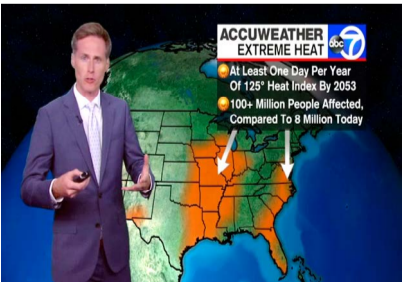 ACCUWEATHER
EXTREME HEAT
abc 7
At Least One Day Per Year
Of 125° Heat Index By 2053
100+ Million People Affected,
Compared To 8 Million Today